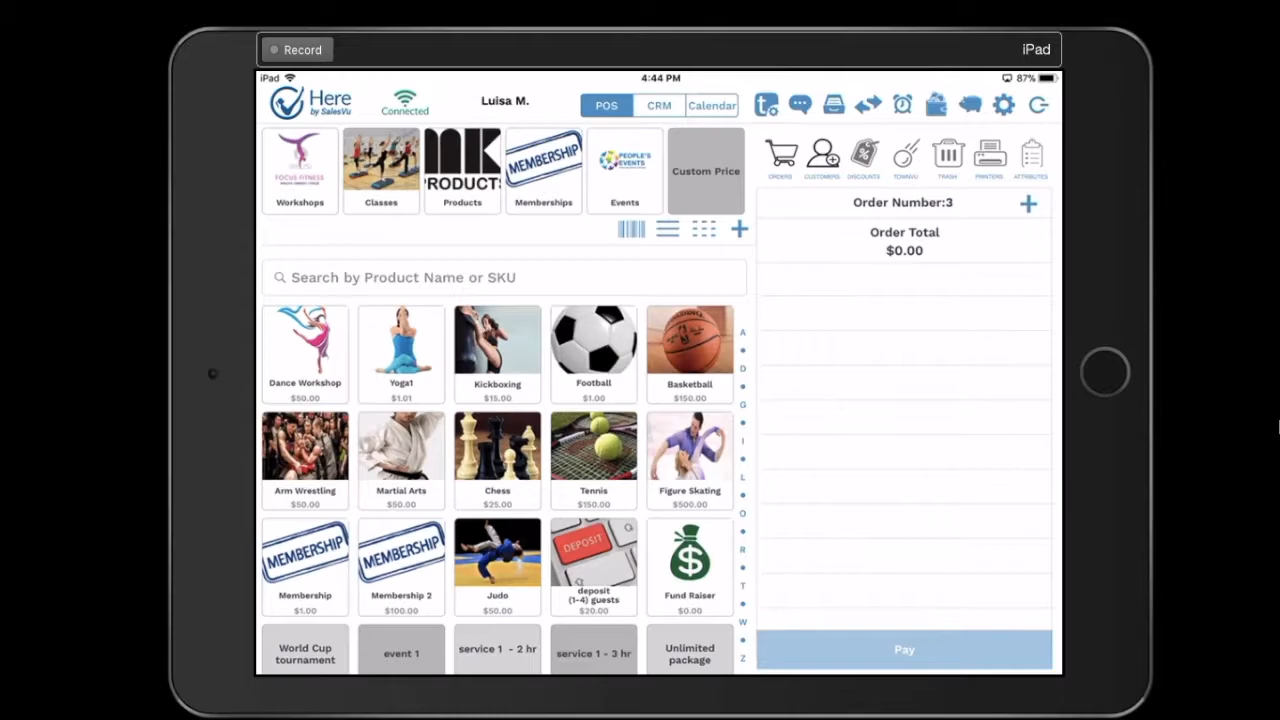 Record
iPad
iPad
4:44 PM
87%
Here
by SalesVu
Connected
Luisa M.
POS
CRM
Calendar
FOCUS FITNESS
Workshops
Classes
MK
PRODUCTS
Products
MEMBERSHIP
Memberships
PEOPLE'S
EVENTS
Events
Custom Price
ORDERS
CUSTOMERS
DISCOUNTS
TOWNVU
TRASH
PRINTERS
ATTRIBUTES
Order Number:3
Order Total
$0.00
Search by Product Name or SKU
Dance Workshop
$50.00
Yoga1
$1.01
Kickboxing
$15.00
Football
$1.00
Basketball
$150.00
Arm Wrestling
$50.00
Martial Arts
$50.00
Chess
$25.00
Tennis
$150.00
Figure Skating
$500.00
MEMBERSHIP
Membership
$1.00
MEMBERSHIP
Membership 2
$100.00
Judo
$50.00
DEPOSIT
deposit
(1-4) guests
$20.00
Fund Raiser
$0.00
World Cup
tournament
event 1
service 1 - 2 hr
service 1 - 3 hr
Unlimited
package
A
D
G
I
L
O
R
T
W
Z
Pay